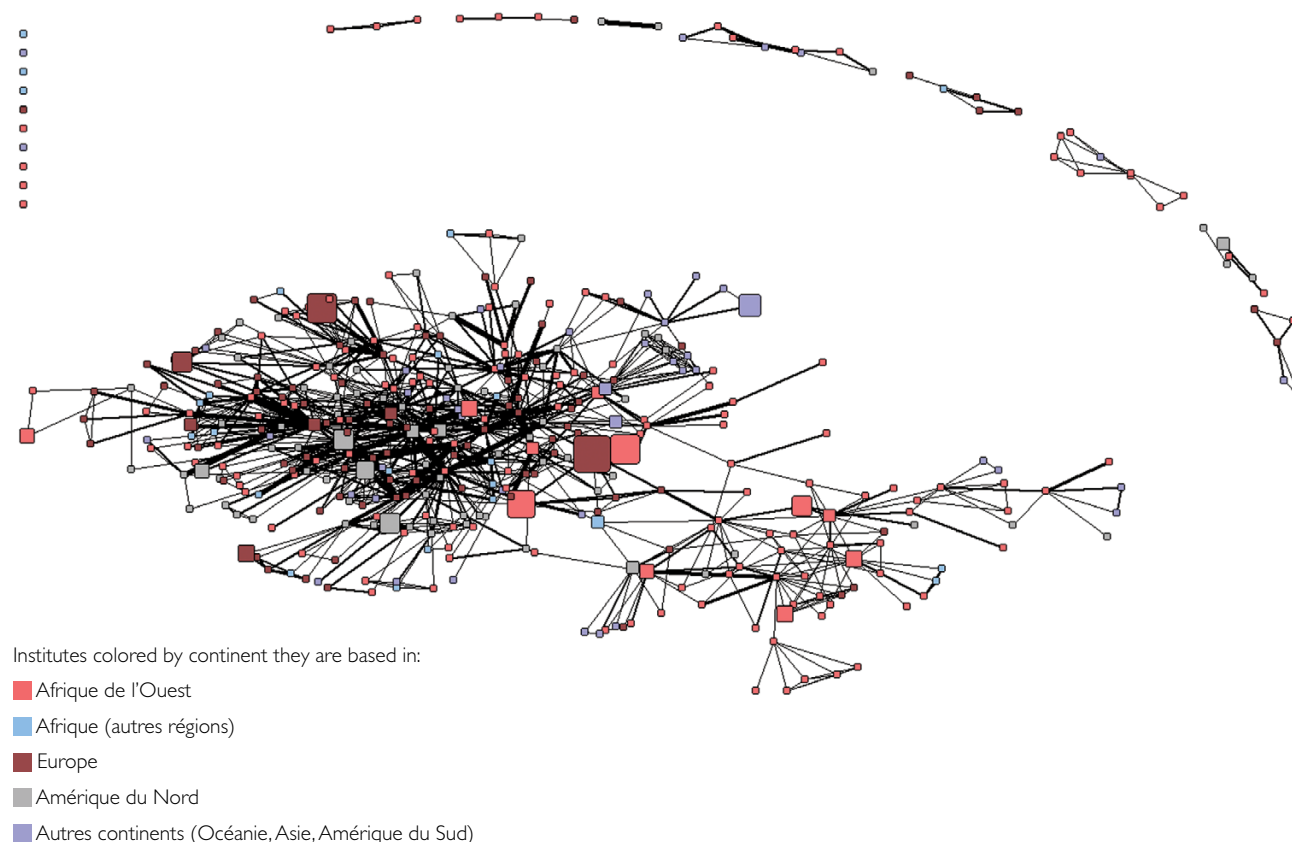 Institutes colored by continent they are based in:
Afrique de l'Ouest
Afrique (autres régions)
Europe
Amérique du Nord
Autres continents (Océanie, Asie, Amérique du Sud)